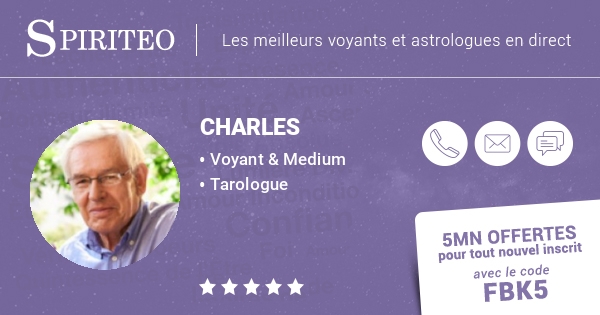 SPIRITEO
Les meilleurs voyants et astrologues en direct
CHARLES
• Voyant & Medium
• Tarologue
5MN OFFERTES
pour tout nouvel inscrit
avec le code
FBK5